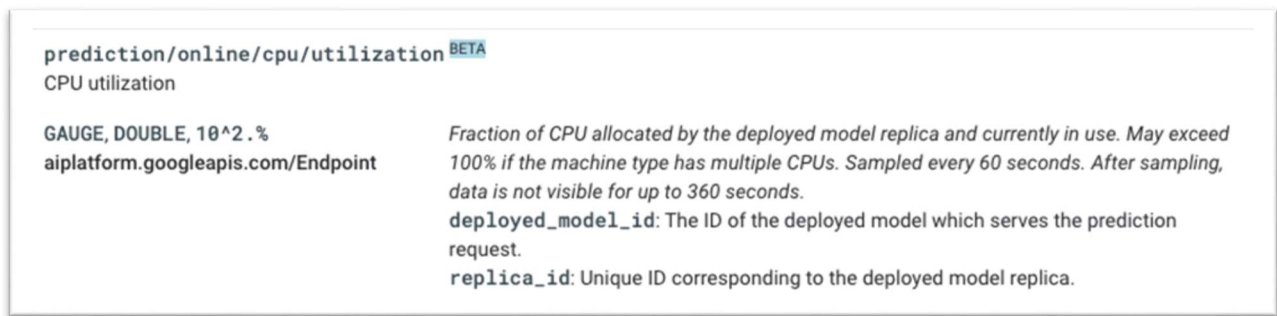 prediction/online/cpu/utilization BETA
CPU utilization
GAUGE, DOUBLE, 10^2.%
aiplatform.googleapis.com/Endpoint
Fraction of CPU allocated by the deployed model replica and currently in use. May exceed
100% if the machine type has multiple CPUs. Sampled every 60 seconds. After sampling,
data is not visible for up to 360 seconds.
deployed_model_id: The ID of the deployed model which serves the prediction
request.
replica_id: Unique ID corresponding to the deployed model replica.